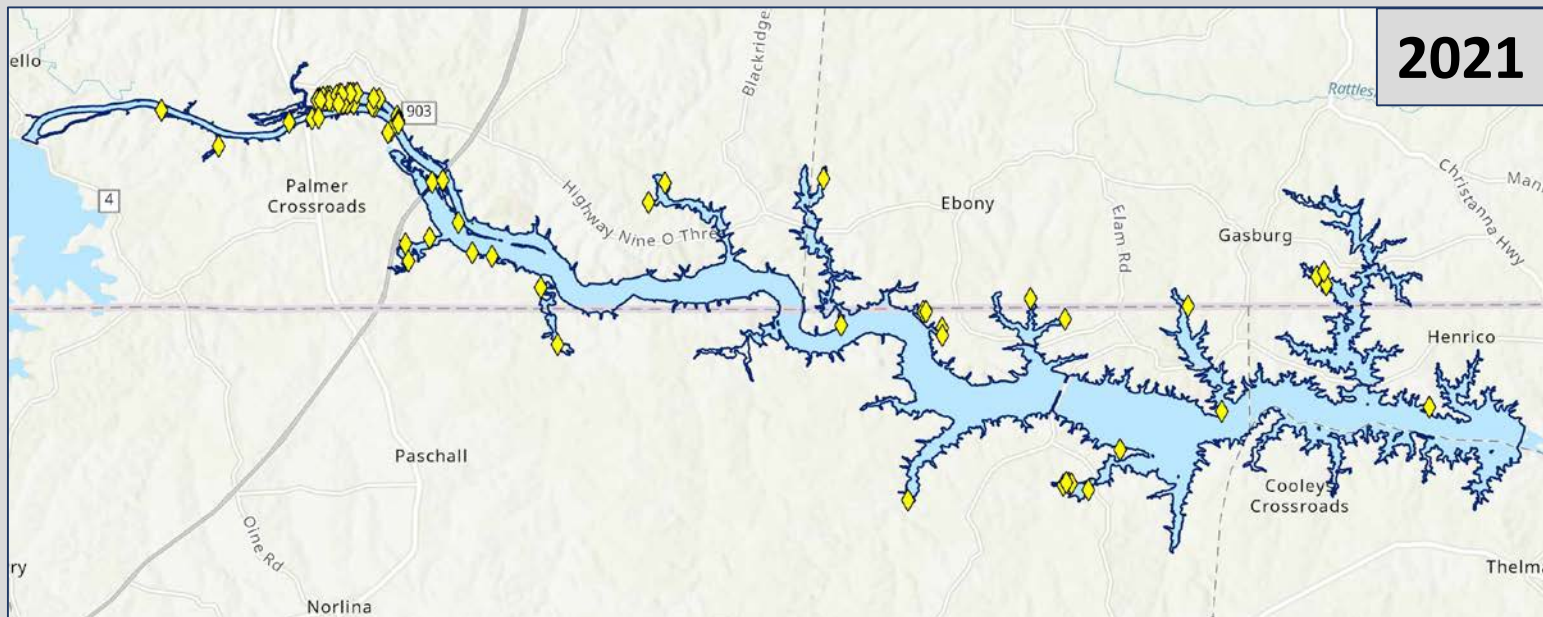 2021
ello
Blackridge
Rattles
903
Christanna Hwy
Mann
4
Palmer
Crossroads
Highway Nine O Three
Ebony
Elam Rd
Gasburg
Henrico
Paschall
Cooleys
Crossroads
Oine Rd
ry
Thelma
Norlina